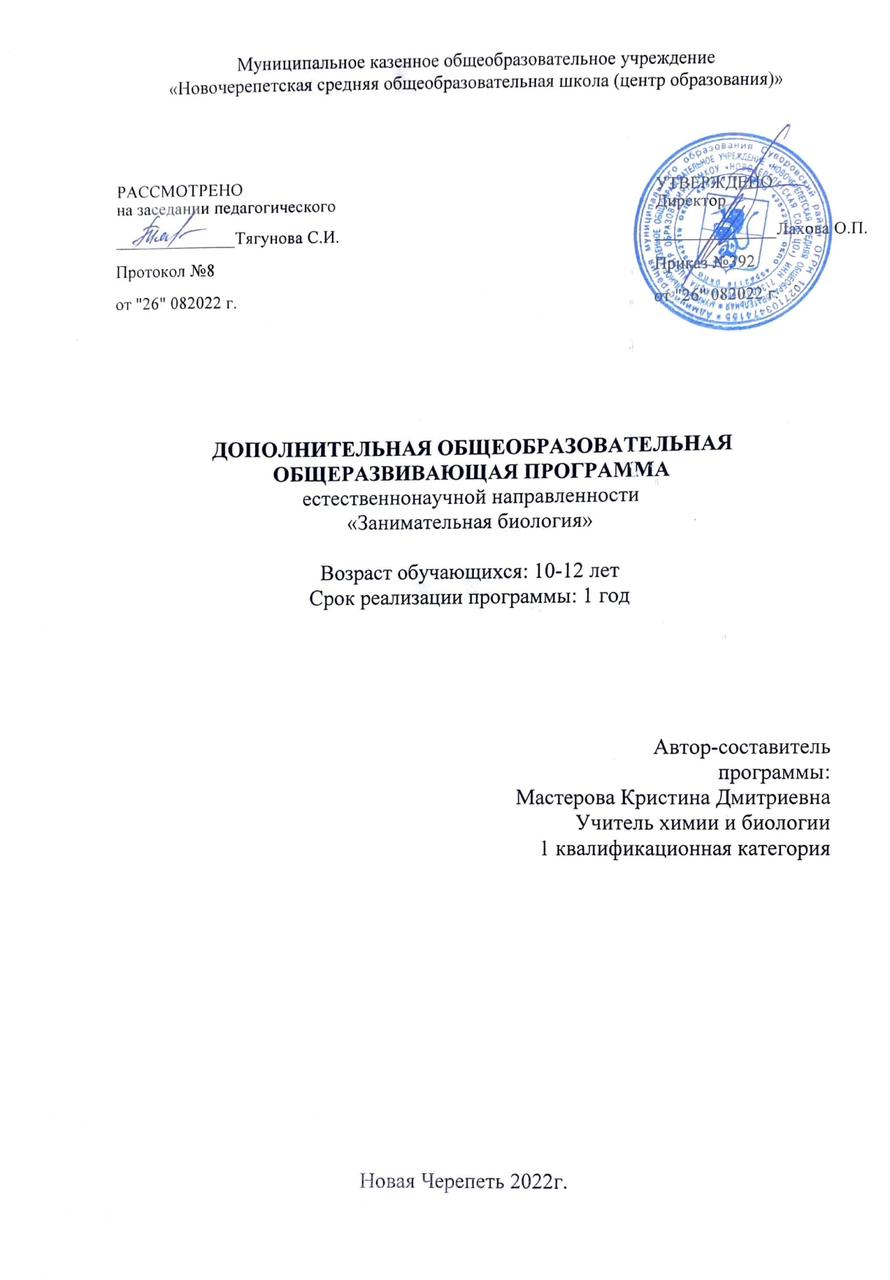 Муниципальное казенное общеобразовательное учреждение
«Новочерепетская средняя общеобразовательная школа (центр образования)»
РАССМОТРЕНО
на заседании педагогического
Тягунова С.И.
Протокол №8
от "26" 082022 г.
УТВЕРЖДЕНО
Директор
Лахова О.П.
Приказ №392
от "26" 082022 г.
ДОПОЛНИТЕЛЬНАЯ ОБЩЕОБРАЗОВАТЕЛЬНАЯ
ОБЩЕРАЗВИВАЮЩАЯ ПРОГРАММА
естественнонаучной направленности
«Занимательная биология»
Возраст обучающихся: 10-12 лет
Срок реализации программы: 1 год
Автор-составитель
программы:
Мастерова Кристина Дмитриевна
Учитель химии и биологии
1 квалификационная категория
Новая Черепеть 2022г.